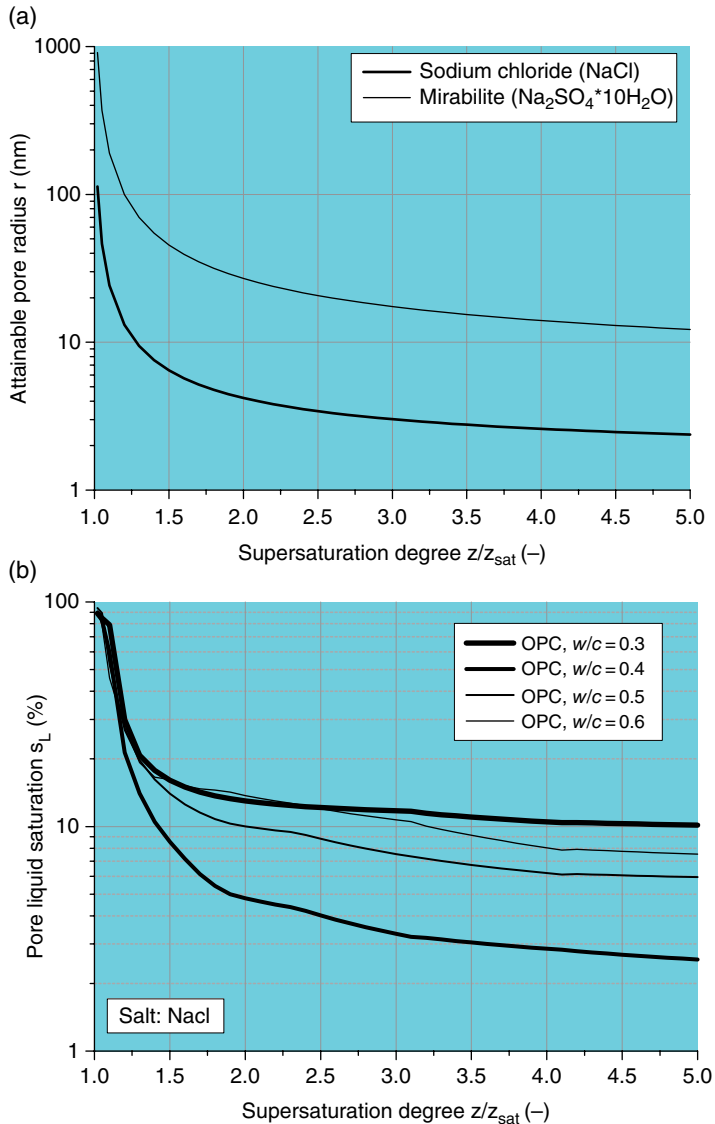 (a)
1000
100
10
1
Attainable pore radius r (nm)
Sodium chloride (NaCl)
Mirabilite (Na₂SO₄*10H₂O)
1.0 1.5 2.0 2.5 3.0 3.5 4.0 4.5 5.0
Supersaturation degree z/z_sat (–)
(b)
100
10
1
Pore liquid saturation s_L (%)
OPC, w/c = 0.3
OPC, w/c = 0.4
OPC, w/c = 0.5
OPC, w/c = 0.6
Salt: Nacl
1.0 1.5 2.0 2.5 3.0 3.5 4.0 4.5 5.0
Supersaturation degree z/z_sat (–)